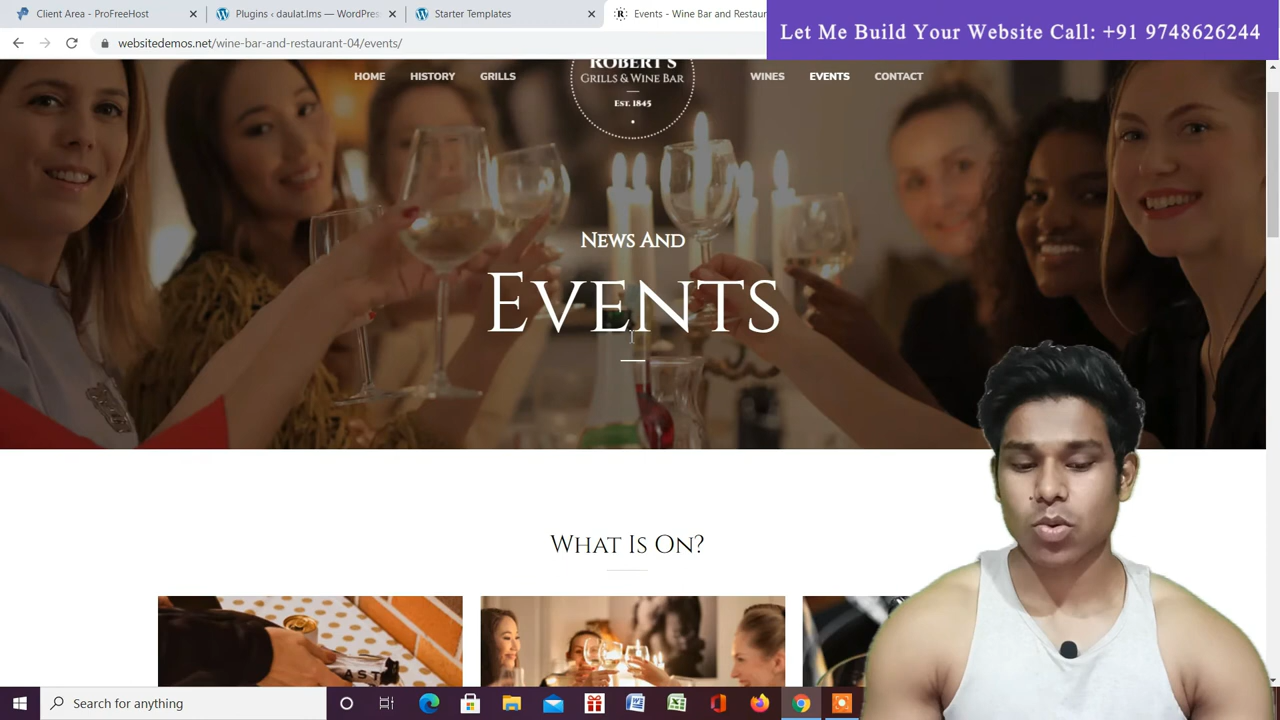 Client Area - ProFreeHost
Plugins ‹ daulat.lms — WordPres
Starter Templates
Events - Wine Bar and Restaur
Let Me Build Your Website Call: +91 9748626244
websitedemos.net/wine-bar-and-restaurant-04/events/
HOME HISTORY GRILLS
ROBERT'S
GRILLS & WINE BAR
EST. 1845
WINES EVENTS CONTACT
NEWS AND
EVENTS
WHAT IS ON?
Search for anything